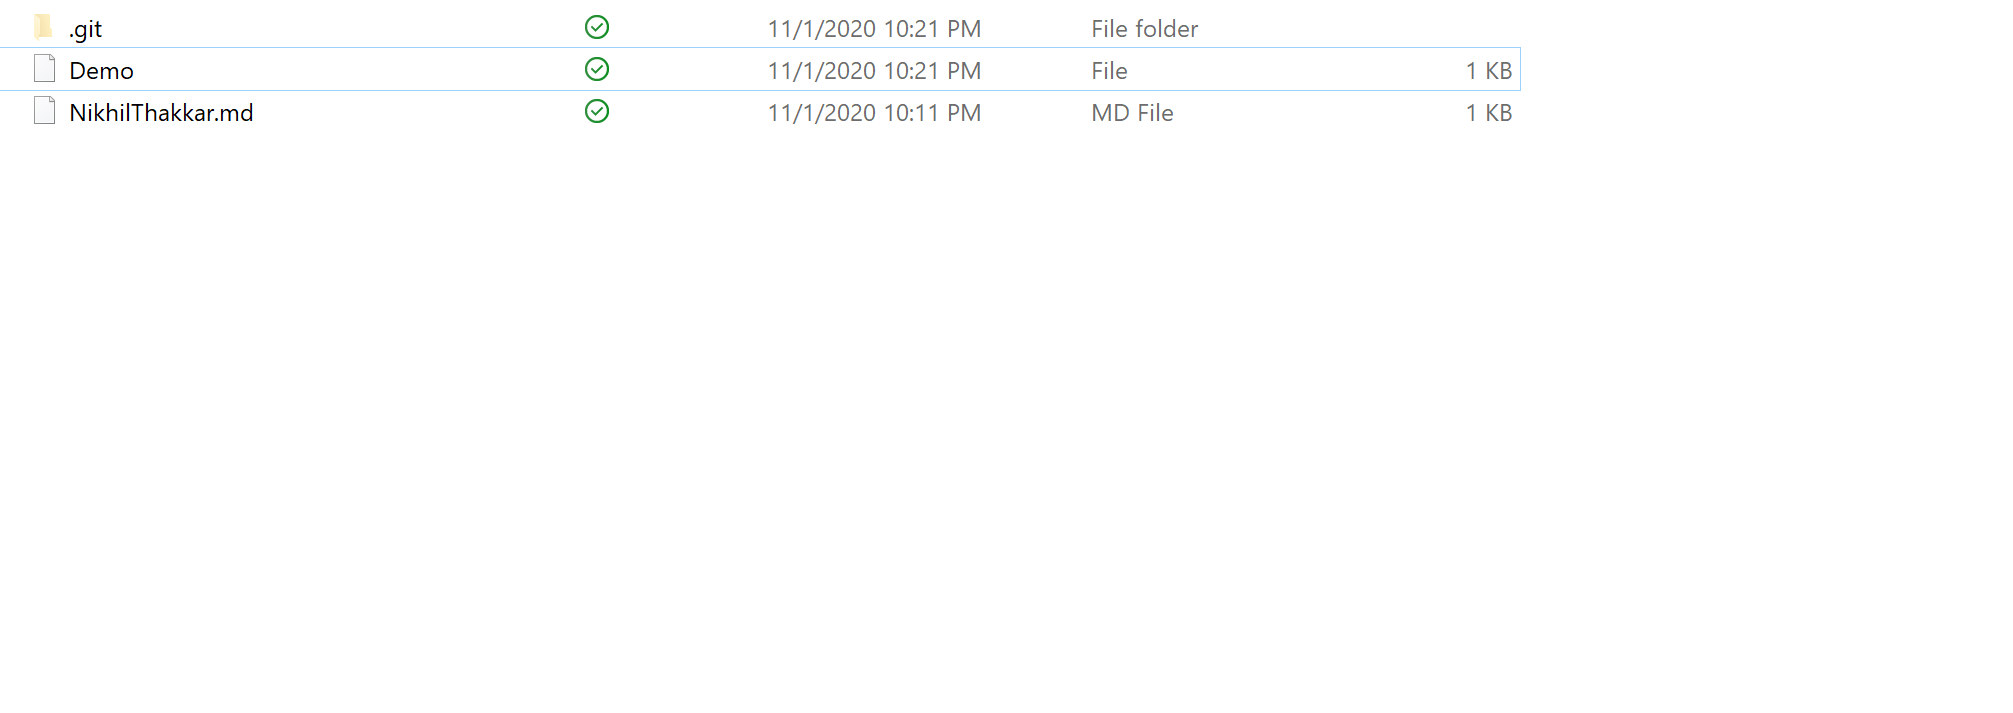 .git 11/1/2020 10:21 PM File folder
Demo 11/1/2020 10:21 PM File 1 KB
NikhilThakkar.md 11/1/2020 10:11 PM MD File 1 KB